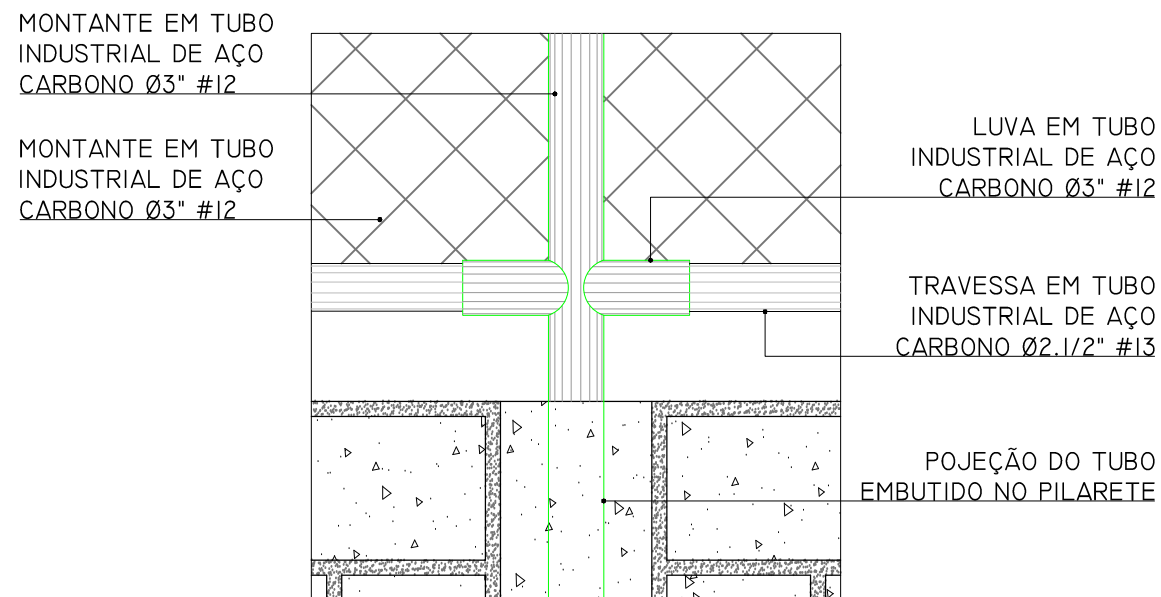 MONTANTE EM TUBO
INDUSTRIAL DE AÇO
CARBONO Ø3" #12
MONTANTE EM TUBO
INDUSTRIAL DE AÇO
CARBONO Ø3" #12
LUVA EM TUBO
INDUSTRIAL DE AÇO
CARBONO Ø3" #12
TRAVESSA EM TUBO
INDUSTRIAL DE AÇO
CARBONO Ø2.1/2" #13
POJEÇÃO DO TUBO
EMBUTIDO NO PILARETE